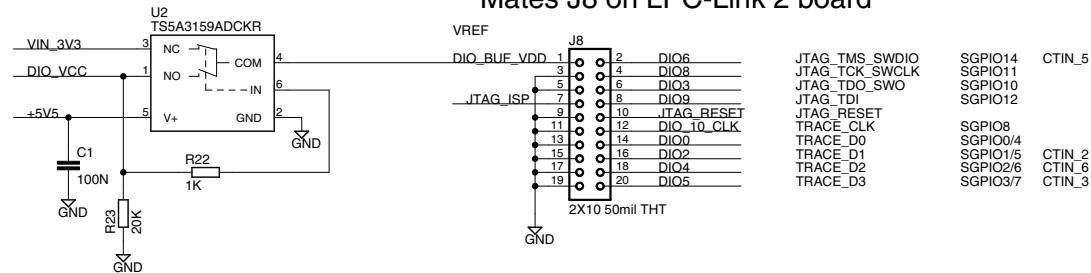 Mates J8 on LPC-Link 2 board
U2
TS5A3159ADCKR
VIN_3V3 3 NC COM 4
DIO_VCC 1 NO IN 6
+5V5 5 V+ GND 2
GND
C1
100N
GND
R22
1K
R23
20K
GND
VREF
J8
DIO_BUF_VDD 1 2 DIO6 JTAG_TMS_SWDIO SGPIO14 CTIN_5
3 4 DIO8 JTAG_TCK_SWCLK SGPIO11
5 6 DIO3 JTAG_TDO_SWO SGPIO10
JTAG_ISP 7 8 DIO9 JTAG_TDI SGPIO12
9 10 JTAG_RESET JTAG_RESET
11 12 DIO_10_CLK TRACE_CLK SGPIO8
13 14 DIO0 TRACE_D0 SGPIO0/4
15 16 DIO2 TRACE_D1 SGPIO1/5 CTIN_2
17 18 DIO4 TRACE_D2 SGPIO2/6 CTIN_6
19 20 DIO5 TRACE_D3 SGPIO3/7 CTIN_3
2X10 50mil THT
GND